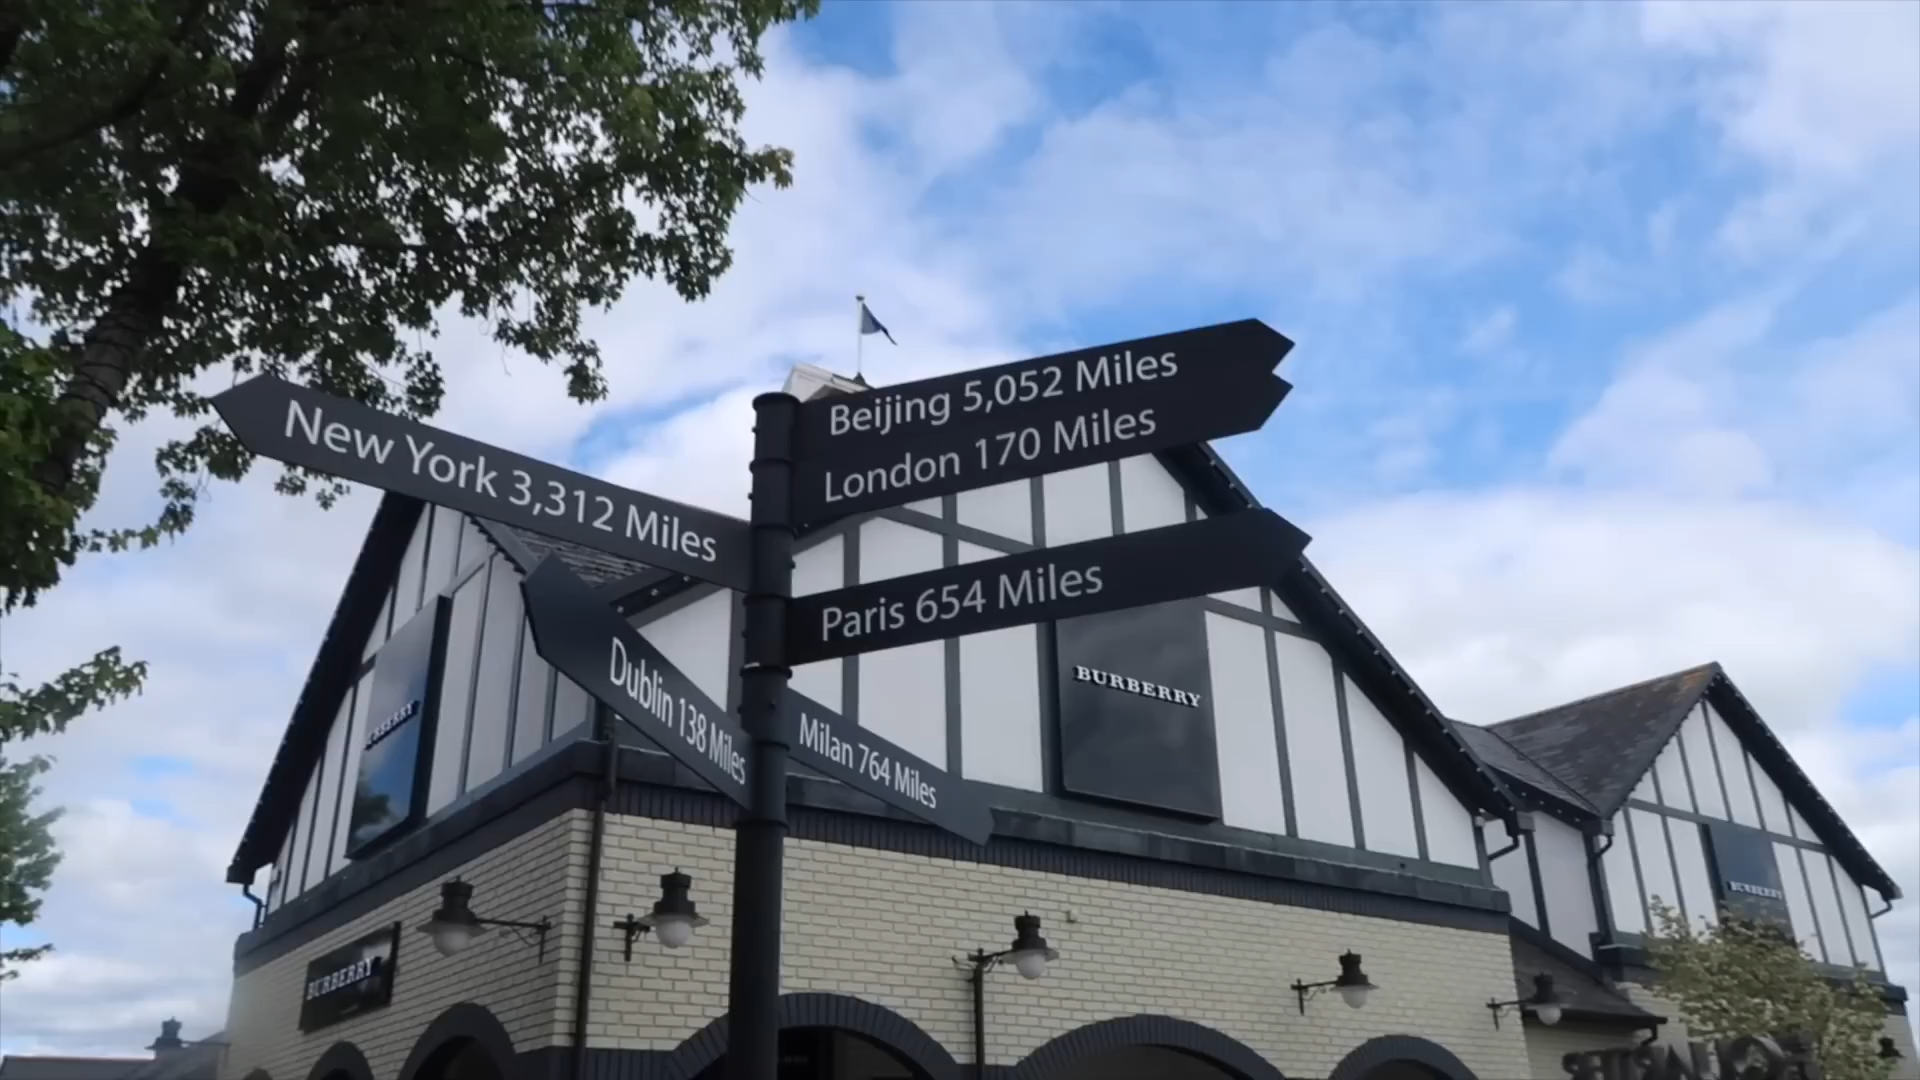 Beijing 5,052 Miles
London 170 Miles
New York 3,312 Miles
Paris 654 Miles
Dublin 138 Miles
Milan 764 Miles
BURBERRY
BURBERRY
BURBERRY
BURBERRY